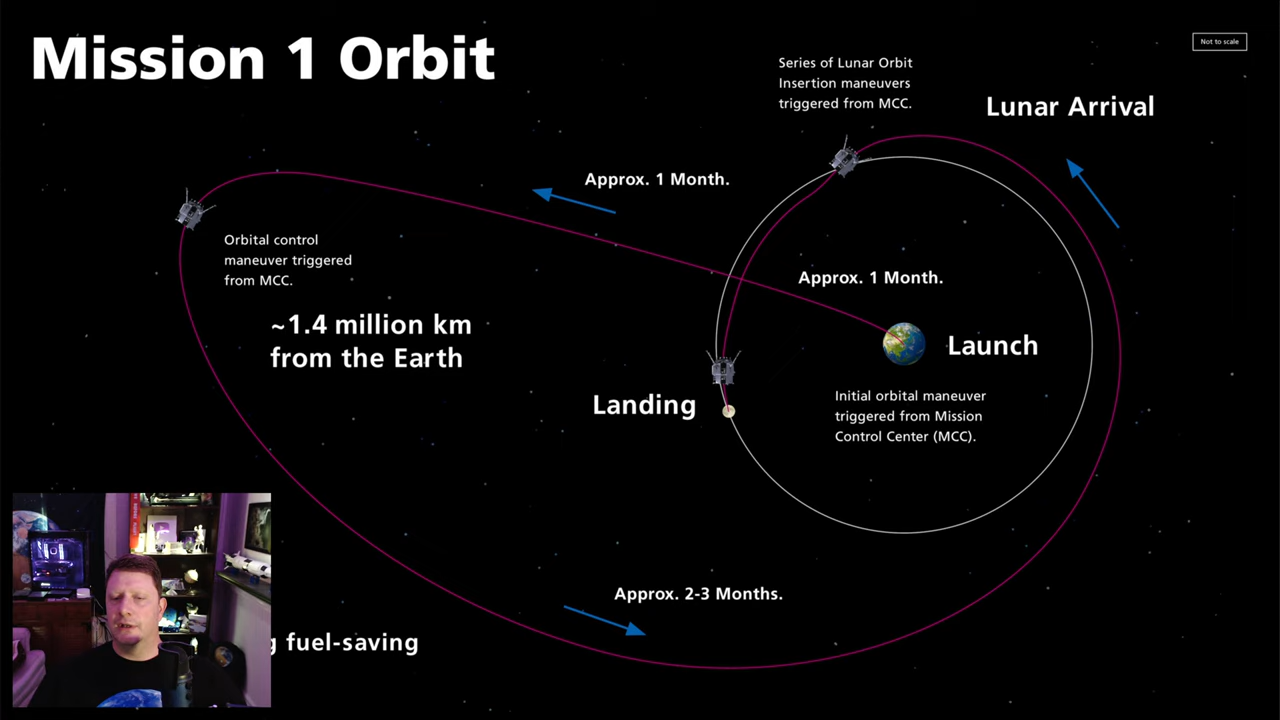 Mission 1 Orbit
Not to scale
Series of Lunar Orbit
Insertion maneuvers
triggered from MCC.
Lunar Arrival
Approx. 1 Month.
Orbital control
maneuver triggered
from MCC.
Approx. 1 Month.
~1.4 million km
from the Earth
Launch
Landing
Initial orbital maneuver
triggered from Mission
Control Center (MCC).
Approx. 2-3 Months.
fuel-saving